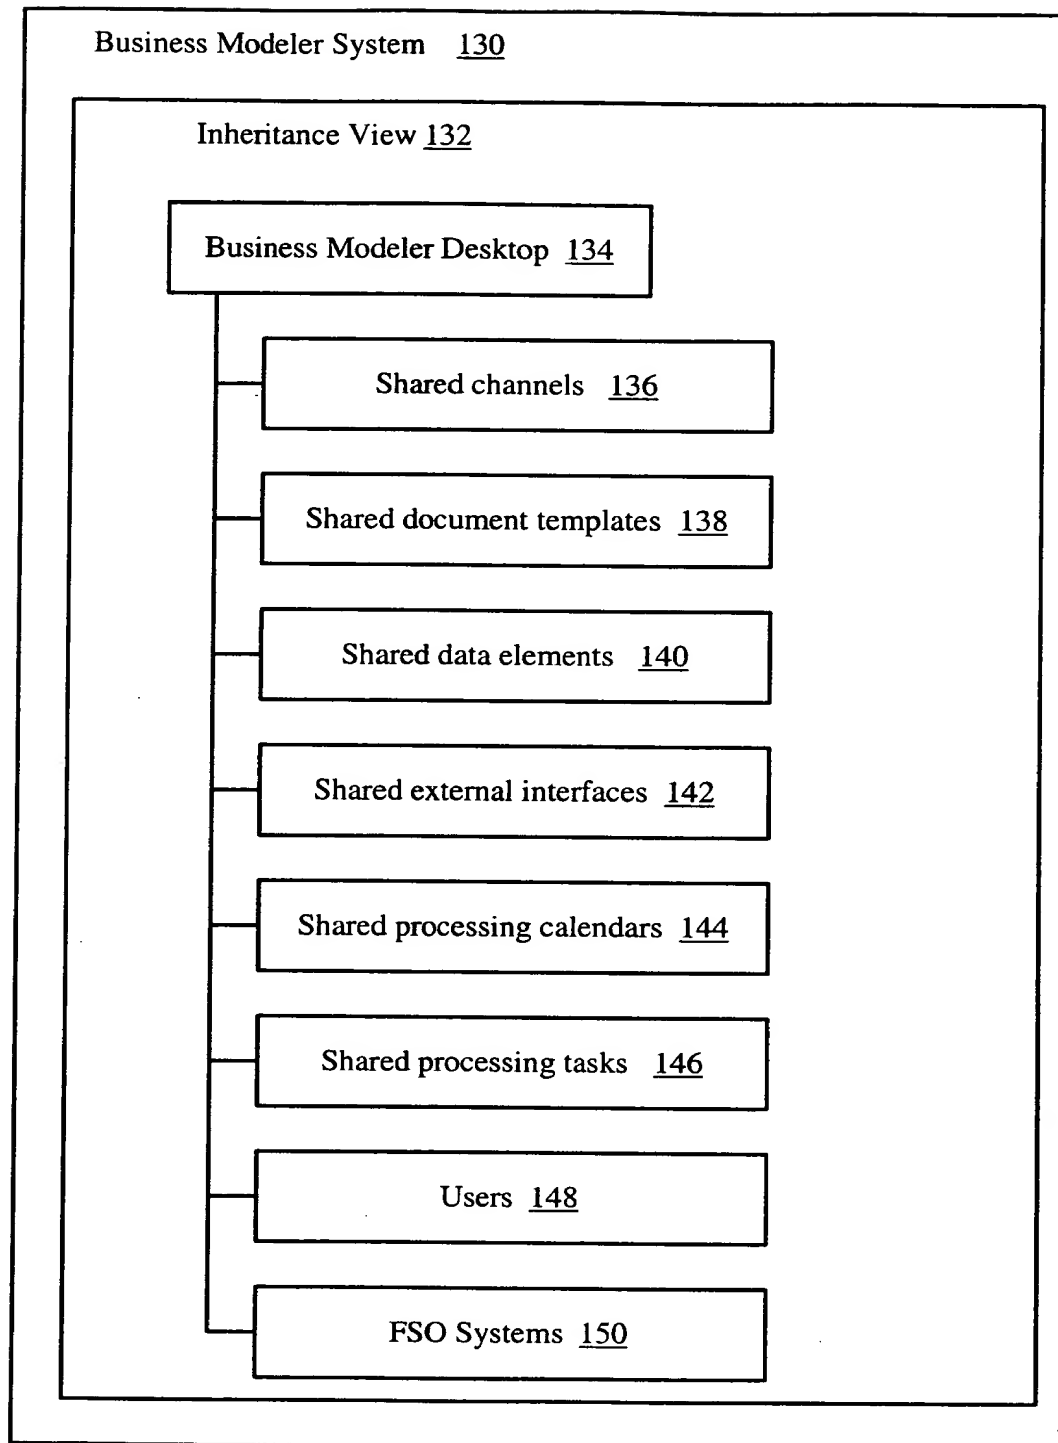 Business Modeler System 130
Inheritance View 132
Business Modeler Desktop 134
Shared channels 136
Shared document templates 138
Shared data elements 140
Shared external interfaces 142
Shared processing calendars 144
Shared processing tasks 146
Users 148
FSO Systems 150